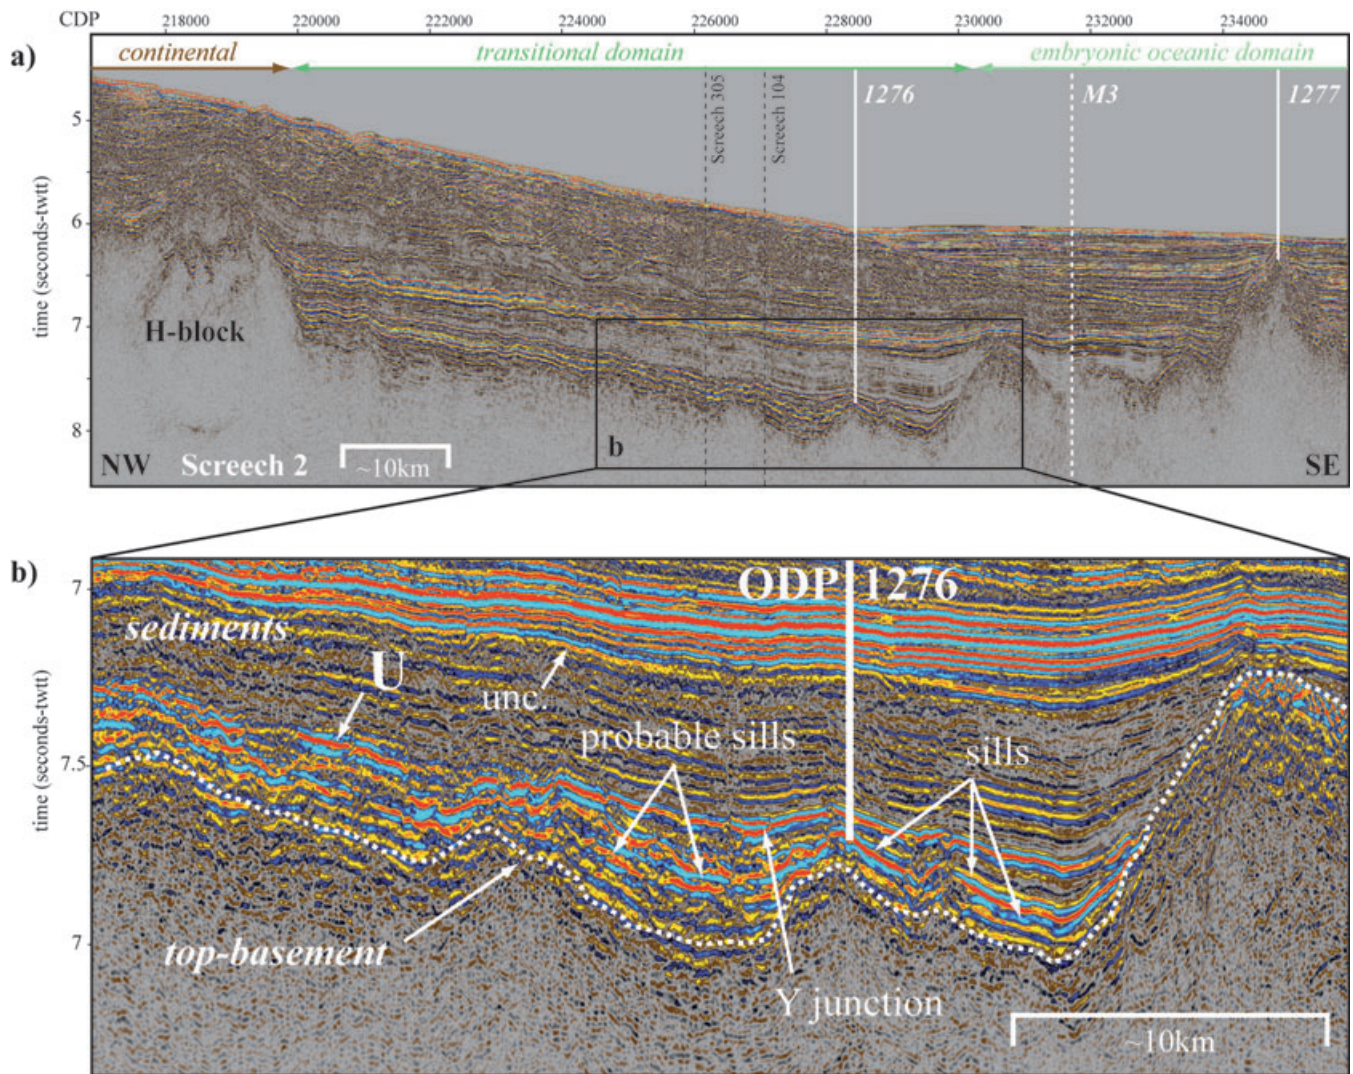 CDP 218000 220000 222000 224000 226000 228000 230000 232000 234000
a)
continental transitional domain embryonic oceanic domain
1276 M3 1277
Screech 305
Screech 104
5
6
7
8
time (seconds-twtt)
H-block
b
NW Screech 2 ~10km SE
b)
7
7.5
7
time (seconds-twtt)
ODP 1276
sediments
U
unc.
probable sills
sills
top-basement
Y junction
~10km